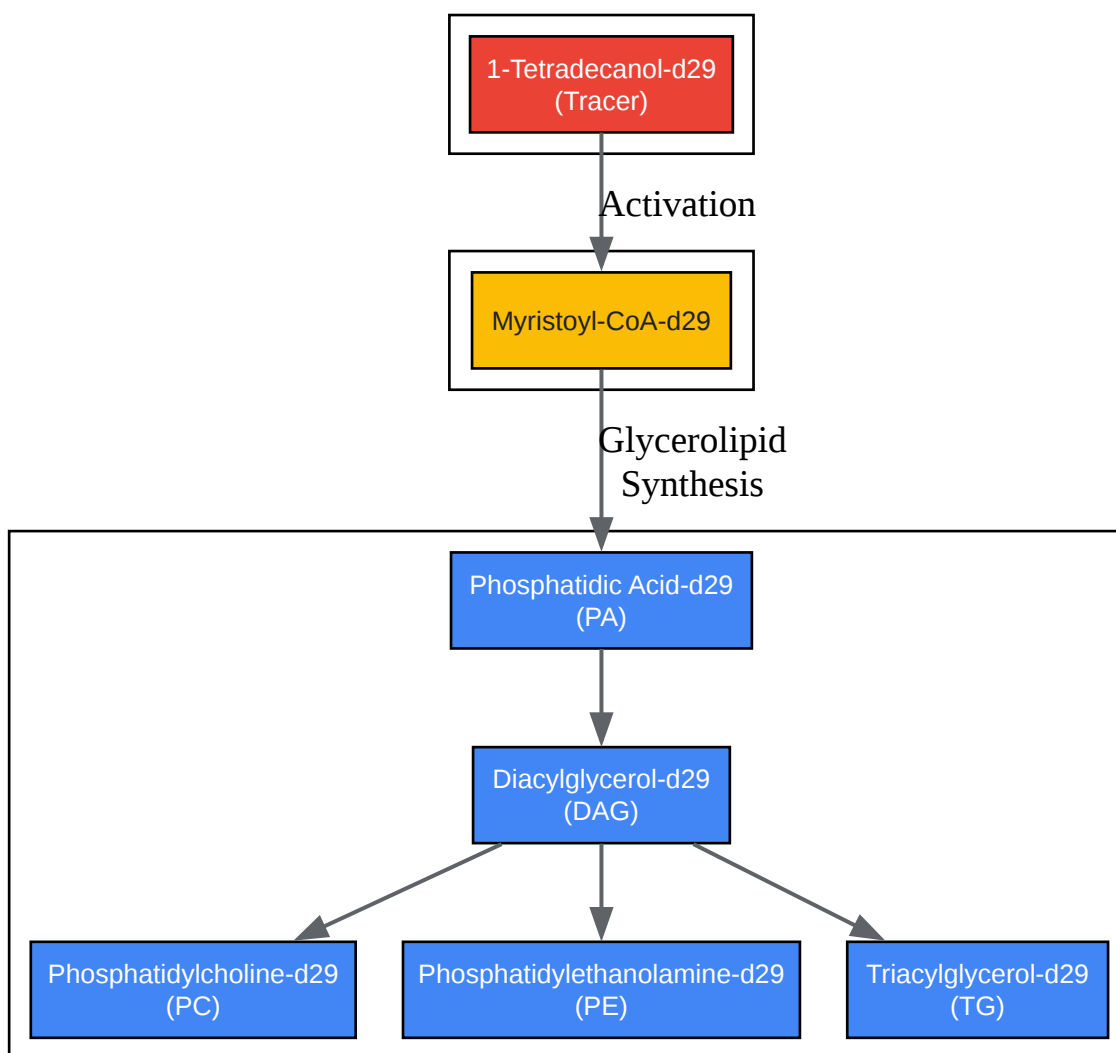 1-Tetradecanol-d29
(Tracer)
Activation
Myristoyl-CoA-d29
Glycerolipid
Synthesis
Phosphatidic Acid-d29
(PA)
Diacylglycerol-d29
(DAG)
Phosphatidylcholine-d29
(PC)
Phosphatidylethanolamine-d29
(PE)
Triacylglycerol-d29
(TG)